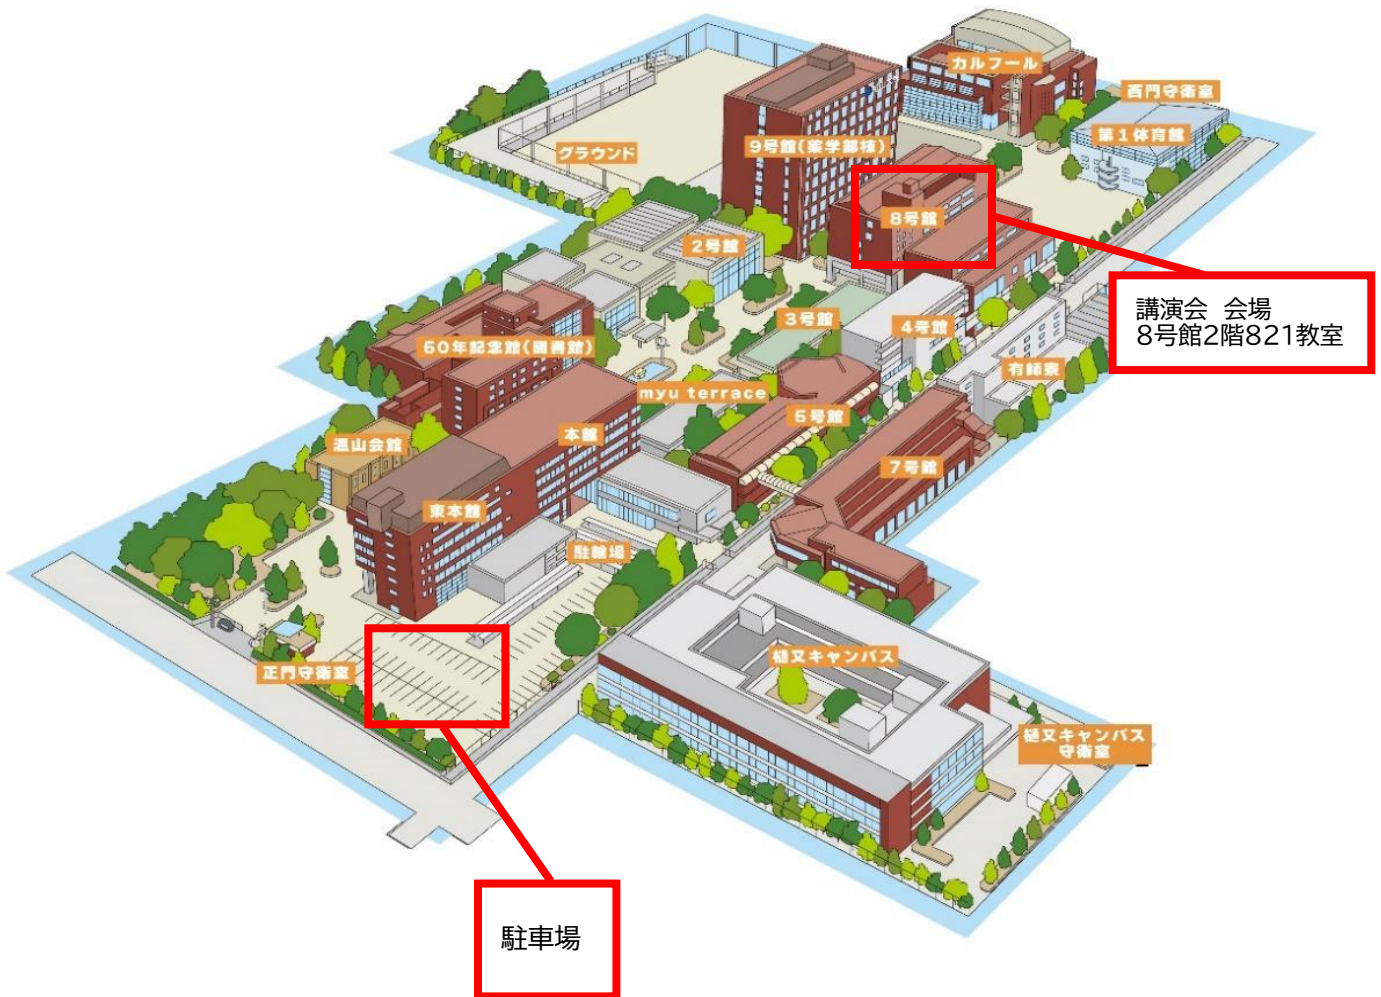 カルフール
西門守衛室
第1体育館
9号館(薬学部棟)
グラウンド
8号館
2号館
講演会 会場
8号館2階821教室
3号館
4号館
50年記念館(図書館)
有師寮
myu terrace
5号館
本館
温山会館
7号館
東本館
駐輪場
樋又キャンパス
正門守衛室
樋又キャンパス
守衛室
駐車場